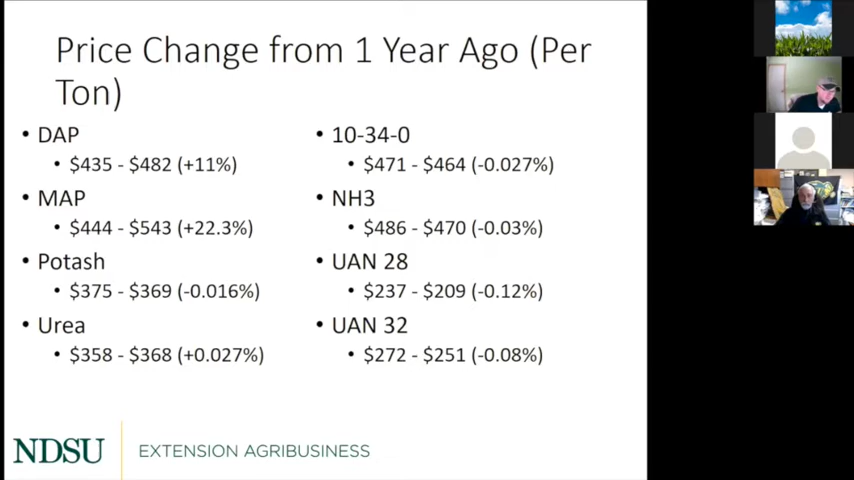 Price Change from 1 Year Ago (Per
Ton)
• DAP
• $435 - $482 (+11%)
• MAP
• $444 - $543 (+22.3%)
• Potash
• $375 - $369 (-0.016%)
• Urea
• $358 - $368 (+0.027%)
• 10-34-0
• $471 - $464 (-0.027%)
• NH3
• $486 - $470 (-0.03%)
• UAN 28
• $237 - $209 (-0.12%)
• UAN 32
• $272 - $251 (-0.08%)
NDSU
EXTENSION AGRIBUSINESS